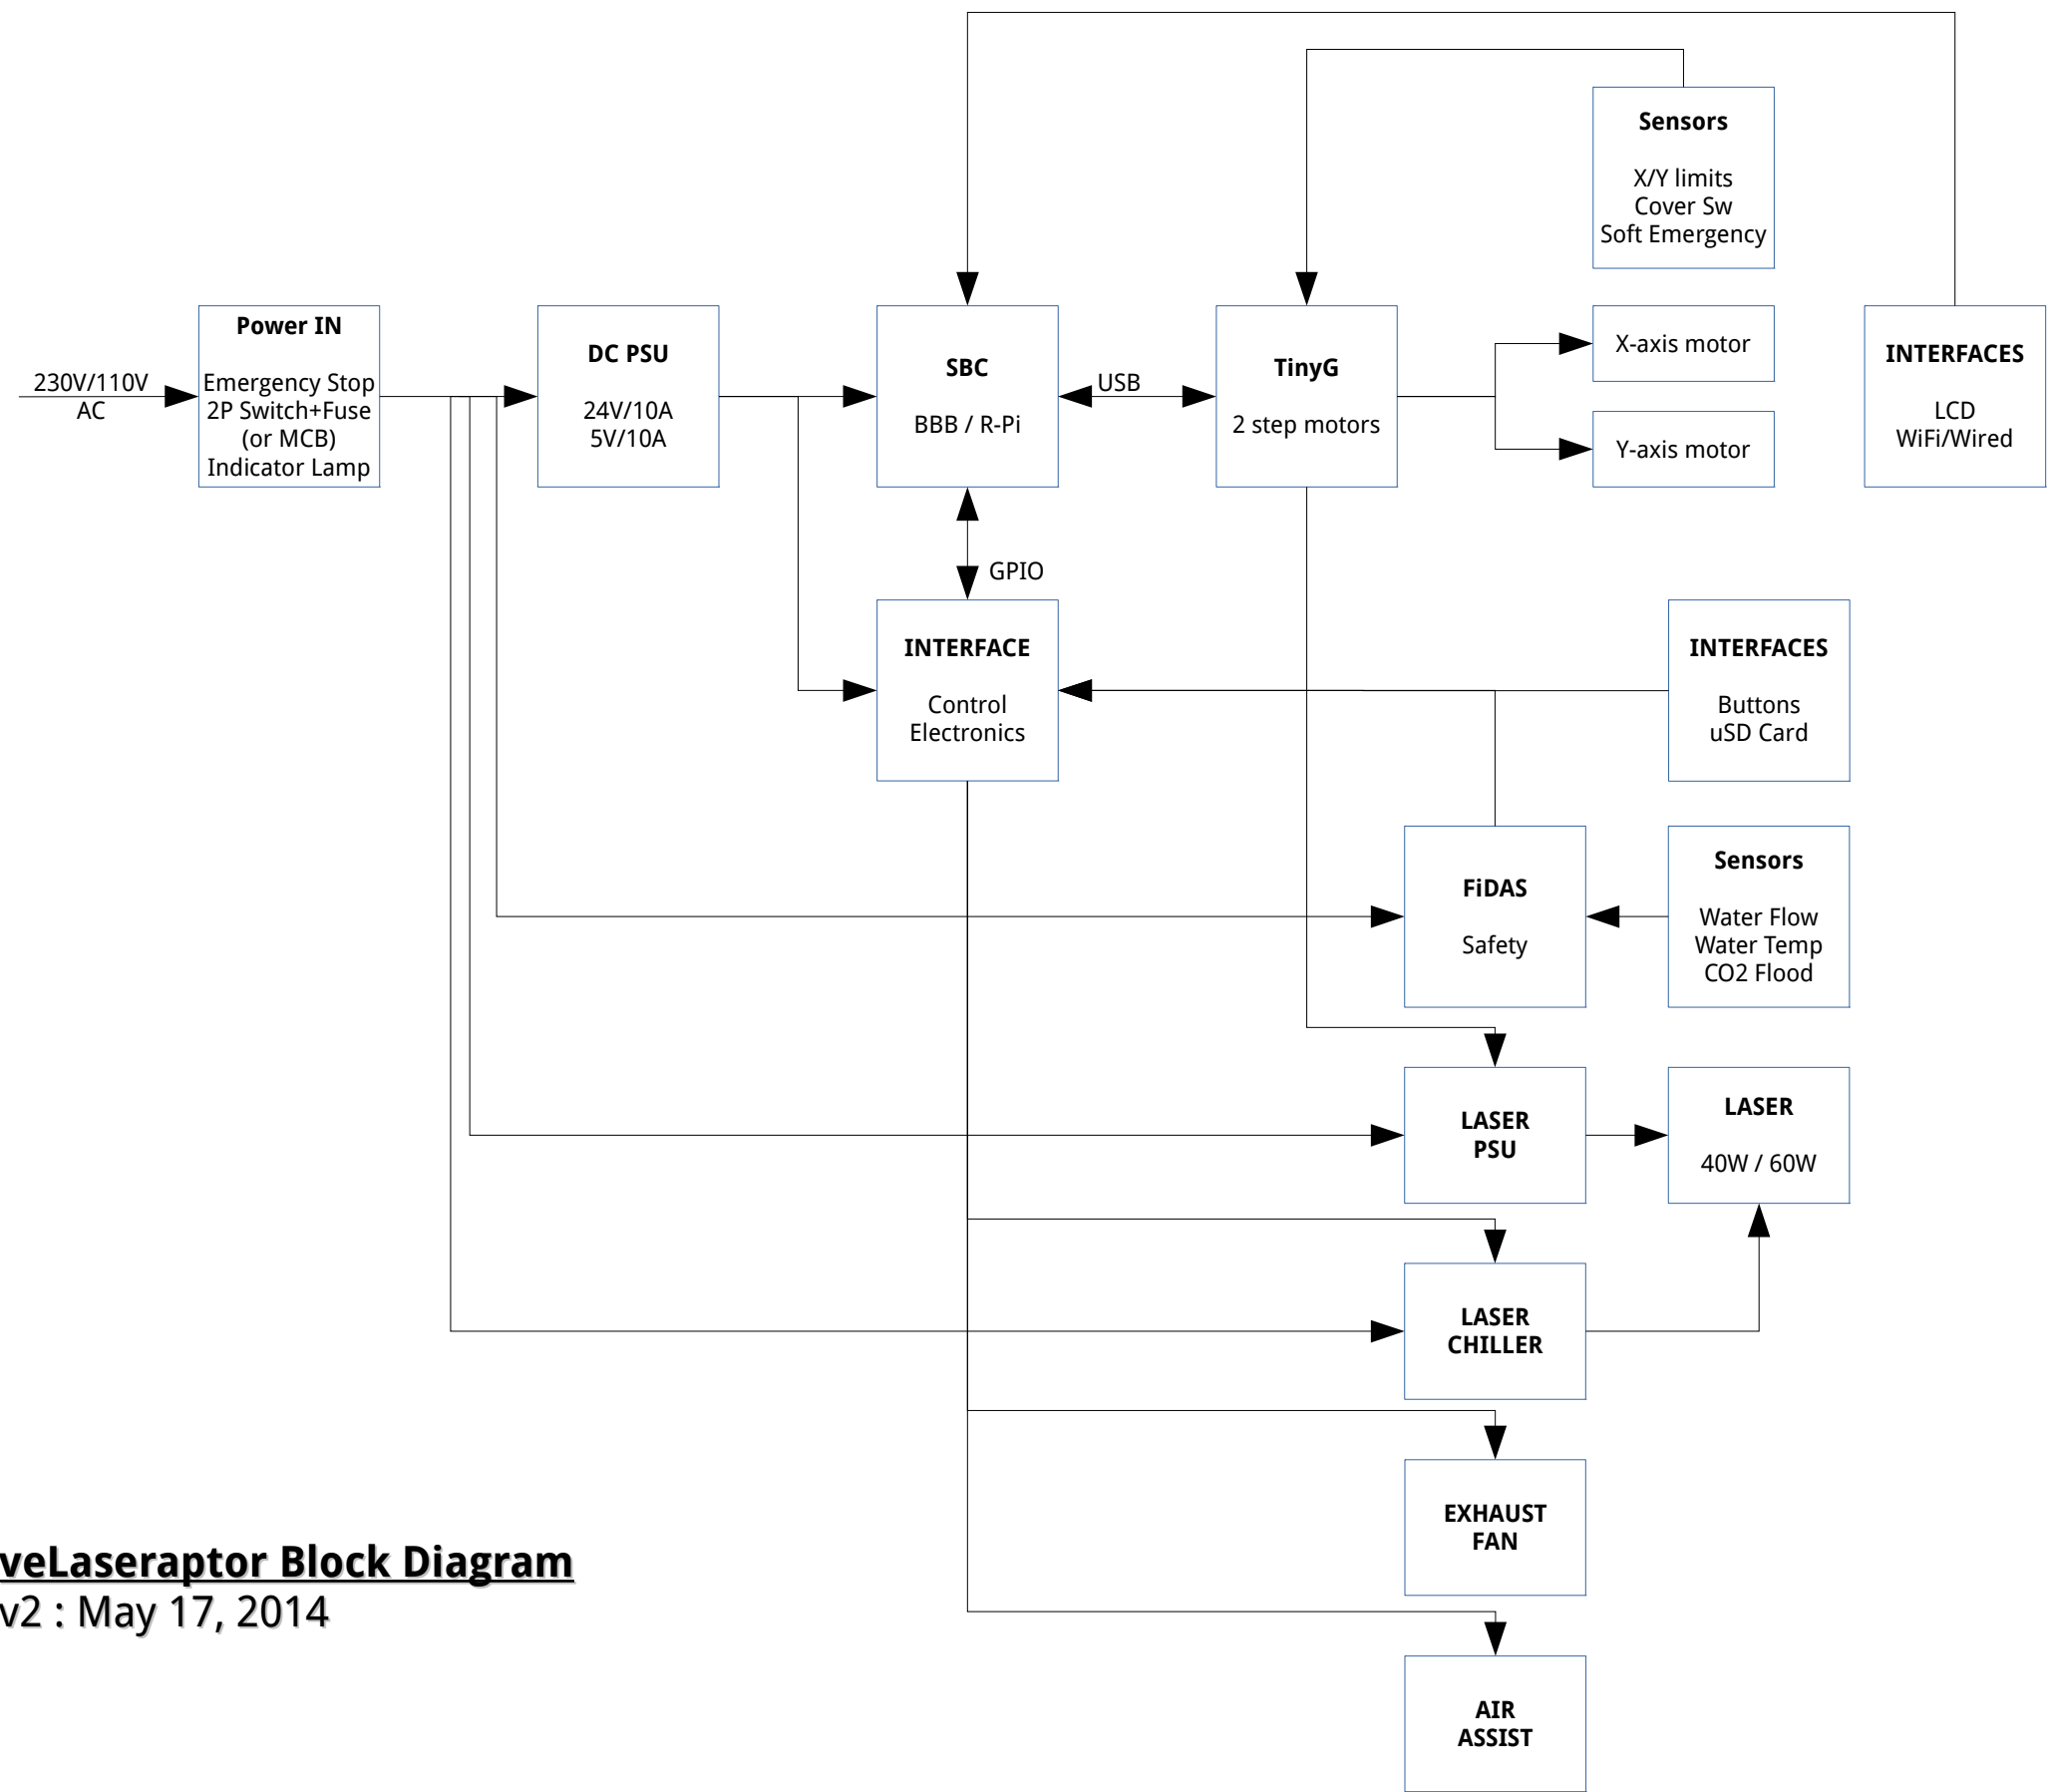 Sensors
X/Y limits
Cover Sw
Soft Emergency
Power IN
Emergency Stop
2P Switch+Fuse
(or MCB)
Indicator Lamp
230V/110V
AC
DC PSU
24V/10A
5V/10A
SBC
BBB / R-Pi
USB
TinyG
2 step motors
X-axis motor
Y-axis motor
INTERFACES
LCD
WiFi/Wired
GPIO
INTERFACE
Control
Electronics
INTERFACES
Buttons
uSD Card
FiDAS
Safety
Sensors
Water Flow
Water Temp
CO2 Flood
LASER
PSU
LASER
40W / 60W
LASER
CHILLER
EXHAUST
FAN
veLaseraptor Block Diagram
v2 : May 17, 2014
AIR
ASSIST